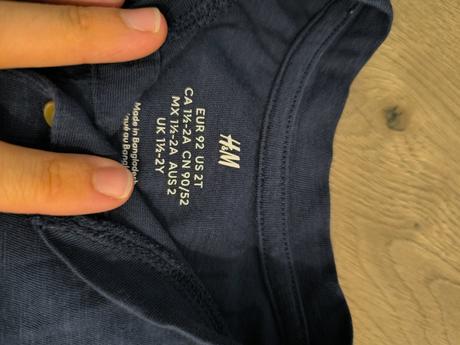 H&M
EUR 92 US 2T
CA 1½-2A CN 90/52
MX 1½-2A AUS 2
UK 1½-2Y
Made in Bangladesh